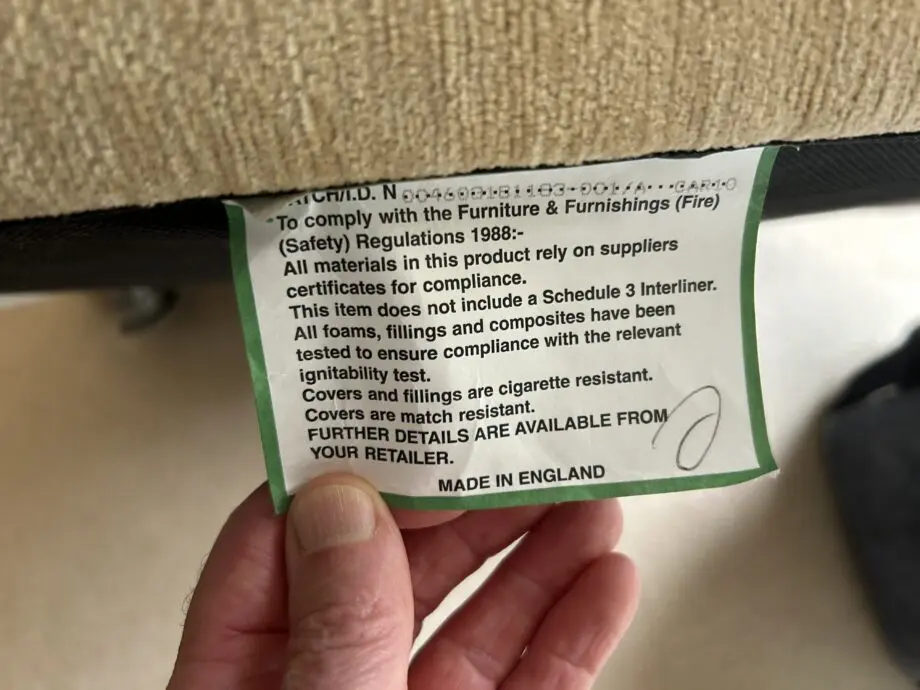 I.D. N
*To comply with the Furniture & Furnishings (Fire)
(Safety) Regulations 1988:-
All materials in this product rely on suppliers
certificates for compliance.
This item does not include a Schedule 3 Interliner.
All foams, fillings and composites have been
tested to ensure compliance with the relevant
ignitability test.
Covers and fillings are cigarette resistant.
Covers are match resistant.
FURTHER DETAILS ARE AVAILABLE FROM
YOUR RETAILER.
MADE IN ENGLAND